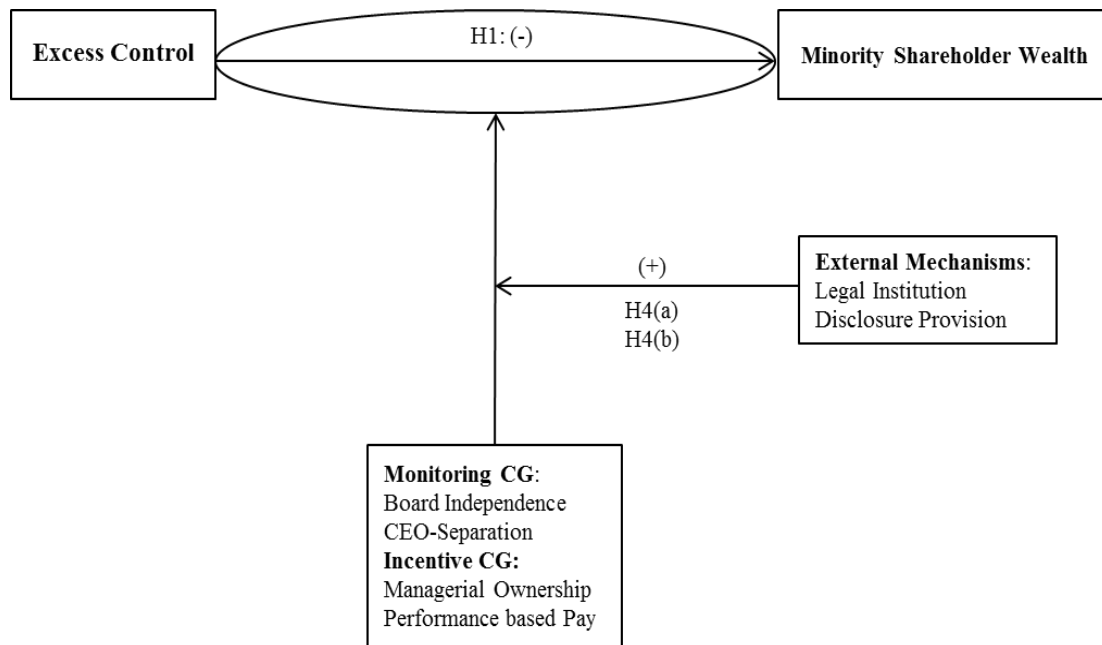 Excess Control
H1: (-)
Minority Shareholder Wealth
(+)
H4(a)
H4(b)
External Mechanisms:
Legal Institution
Disclosure Provision
Monitoring CG:
Board Independence
CEO-Separation
Incentive CG:
Managerial Ownership
Performance based Pay